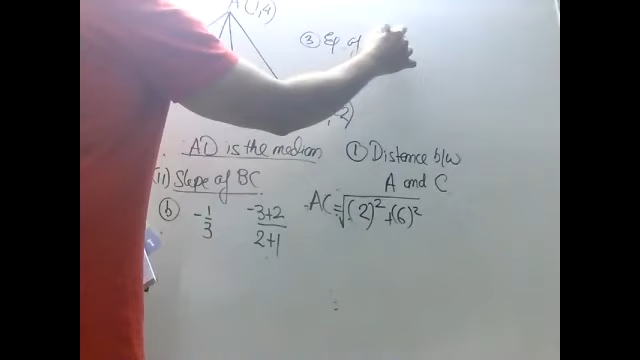 A (1,4)
③ Eq. of
, -2)
AD is the median
① Distance b/w
A and C
(ii) Slope of BC
AC = √(2)² + (6)²
ⓑ -1/3
-3+2 / 2+1